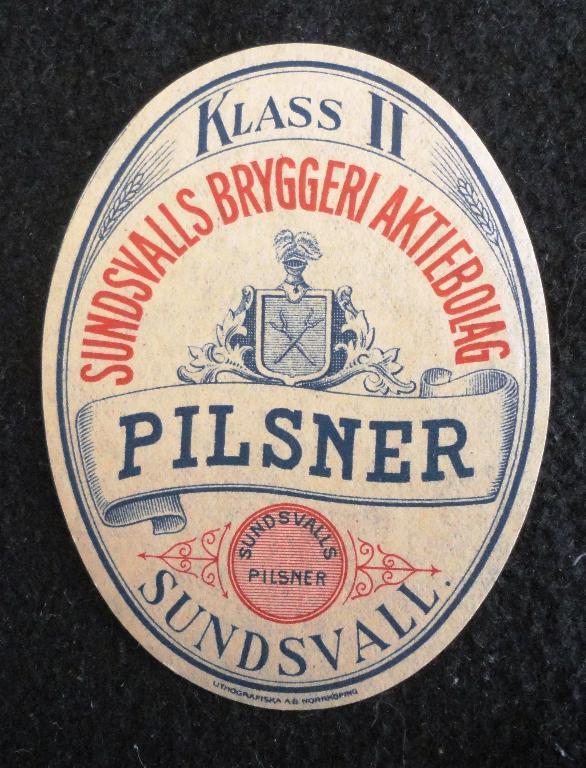 KLASS II
SUNDSVALLS BRYGGERI AKTIEBOLAG
PILSNER
SUNDSVALLS
PILSNER
SUNDSVALL.
LITHOGRAFISKA A.B. NORRKÖPING